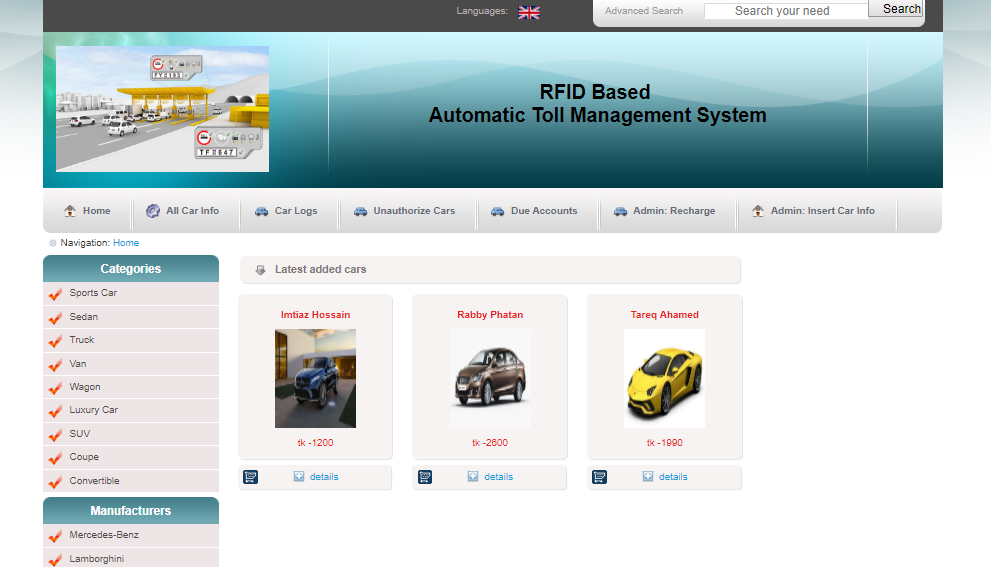 Languages:
Advanced Search
Search your need
Search
RFID Based
Automatic Toll Management System
Home
All Car Info
Car Logs
Unauthorize Cars
Due Accounts
Admin: Recharge
Admin: Insert Car Info
Navigation: Home
Categories
Sports Car
Sedan
Truck
Van
Wagon
Luxury Car
SUV
Coupe
Convertible
Manufacturers
Mercedes-Benz
Lamborghini
Latest added cars
Imtiaz Hossain
Rabby Phatan
Tareq Ahamed
tk -1200
tk -2600
tk -1990
details
details
details